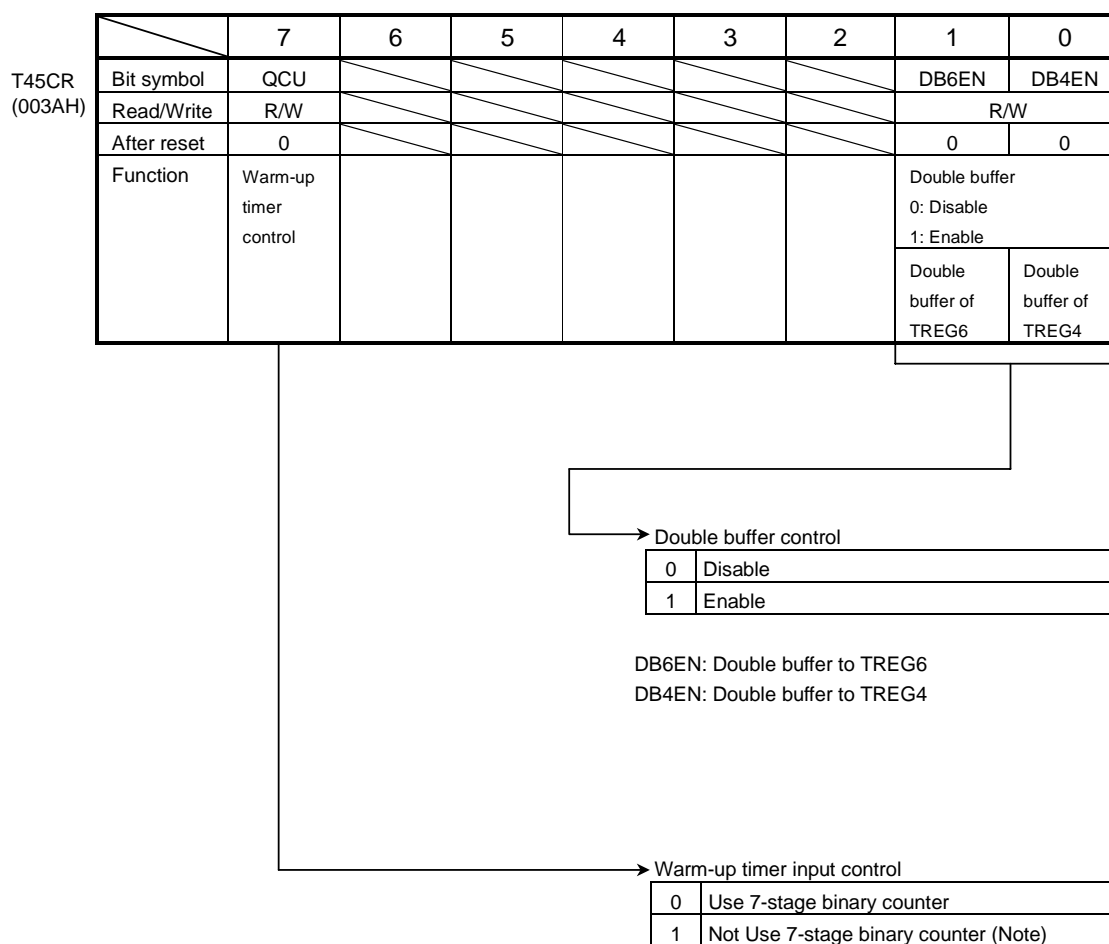 7 6 5 4 3 2 1 0
T45CR
(003AH)
Bit symbol QCU DB6EN DB4EN
Read/Write R/W R/W
After reset 0 0 0
Function Warm-up
timer
control
Double buffer
0: Disable
1: Enable
Double
buffer of
TREG6
Double
buffer of
TREG4
Double buffer control
0 Disable
1 Enable
DB6EN: Double buffer to TREG6
DB4EN: Double buffer to TREG4
Warm-up timer input control
0 Use 7-stage binary counter
1 Not Use 7-stage binary counter (Note)